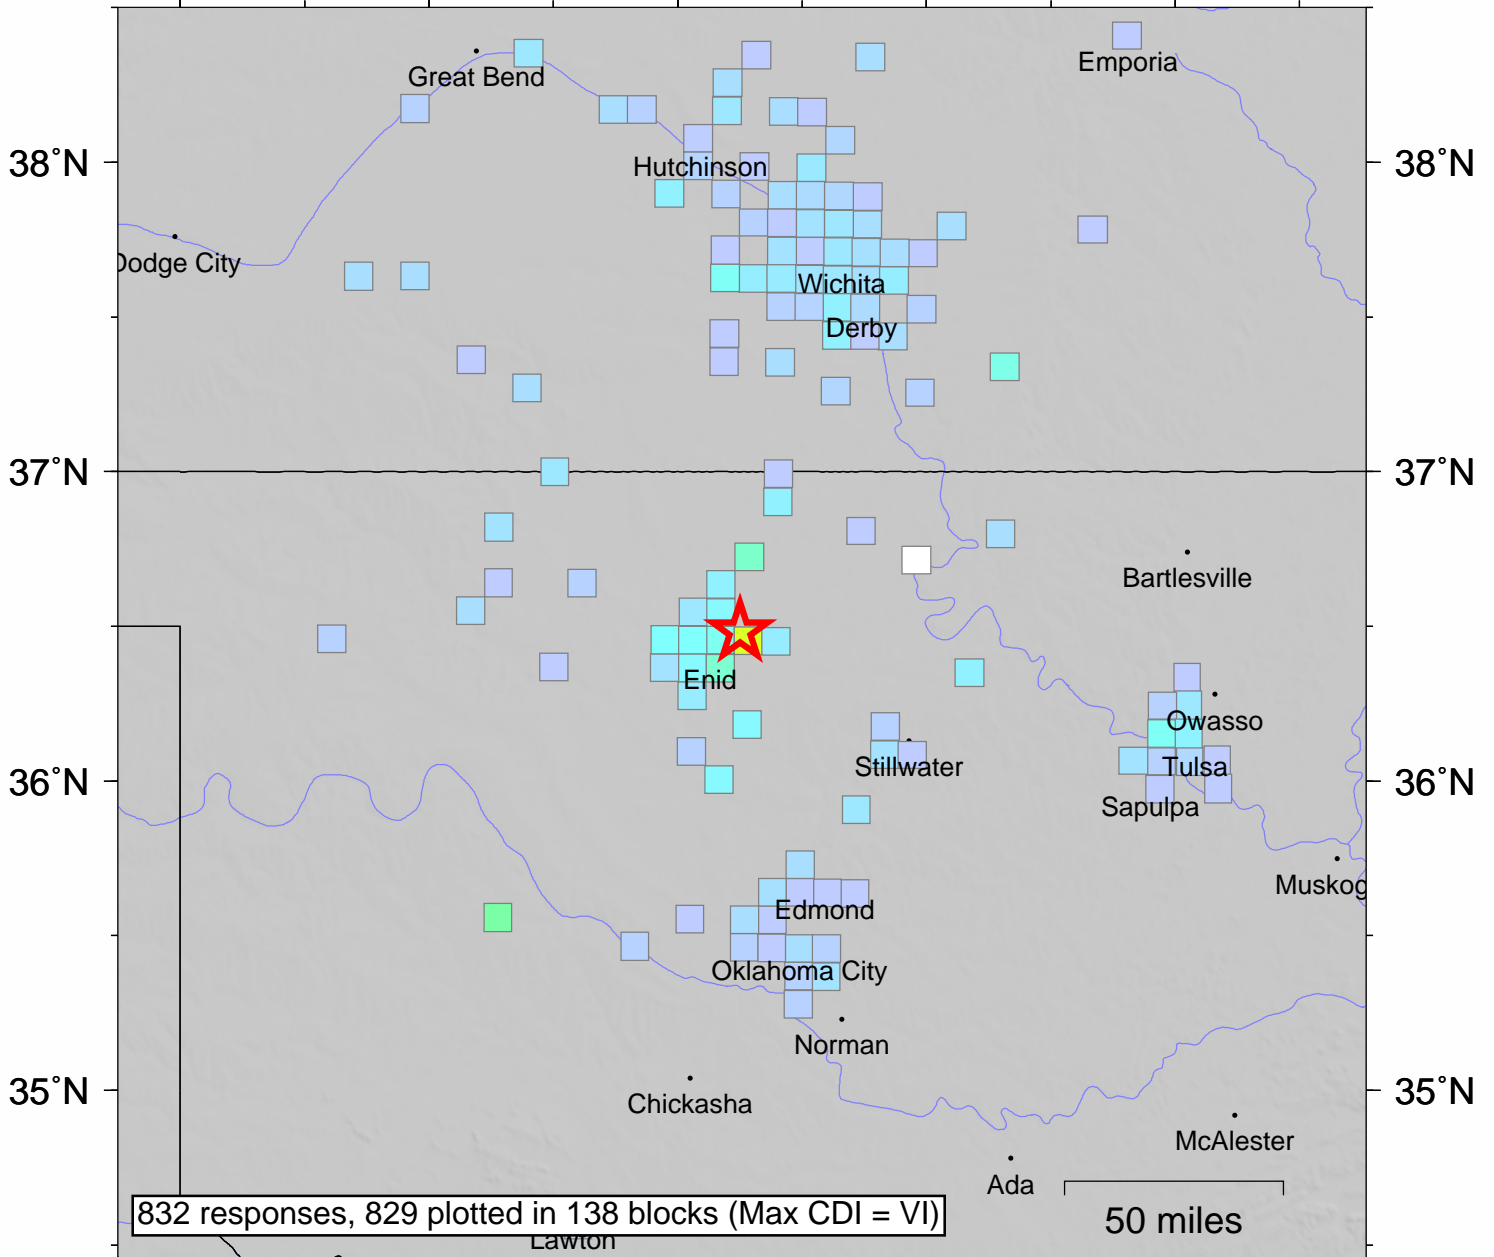 Emporia
Great Bend
38°N
Hutchinson
38°N
Dodge City
Wichita
Derby
37°N
37°N
Bartlesville
Enid
Owasso
Stillwater
Tulsa
36°N
36°N
Sapulpa
Muskog
Edmond
Oklahoma City
Norman
35°N
35°N
Chickasha
McAlester
Ada
832 responses, 829 plotted in 138 blocks (Max CDI = VI)
50 miles
Lawton